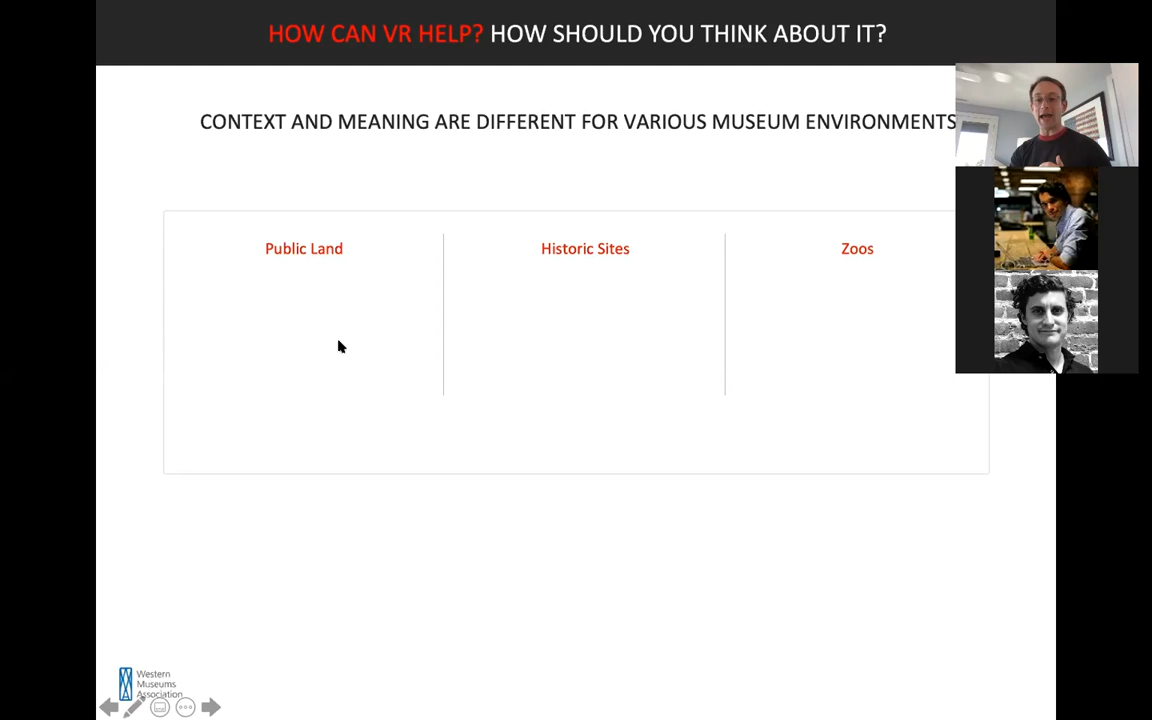 HOW CAN VR HELP? HOW SHOULD YOU THINK ABOUT IT?
CONTEXT AND MEANING ARE DIFFERENT FOR VARIOUS MUSEUM ENVIRONMENTS
Public Land
Historic Sites
Zoos
Western
Museums
Association